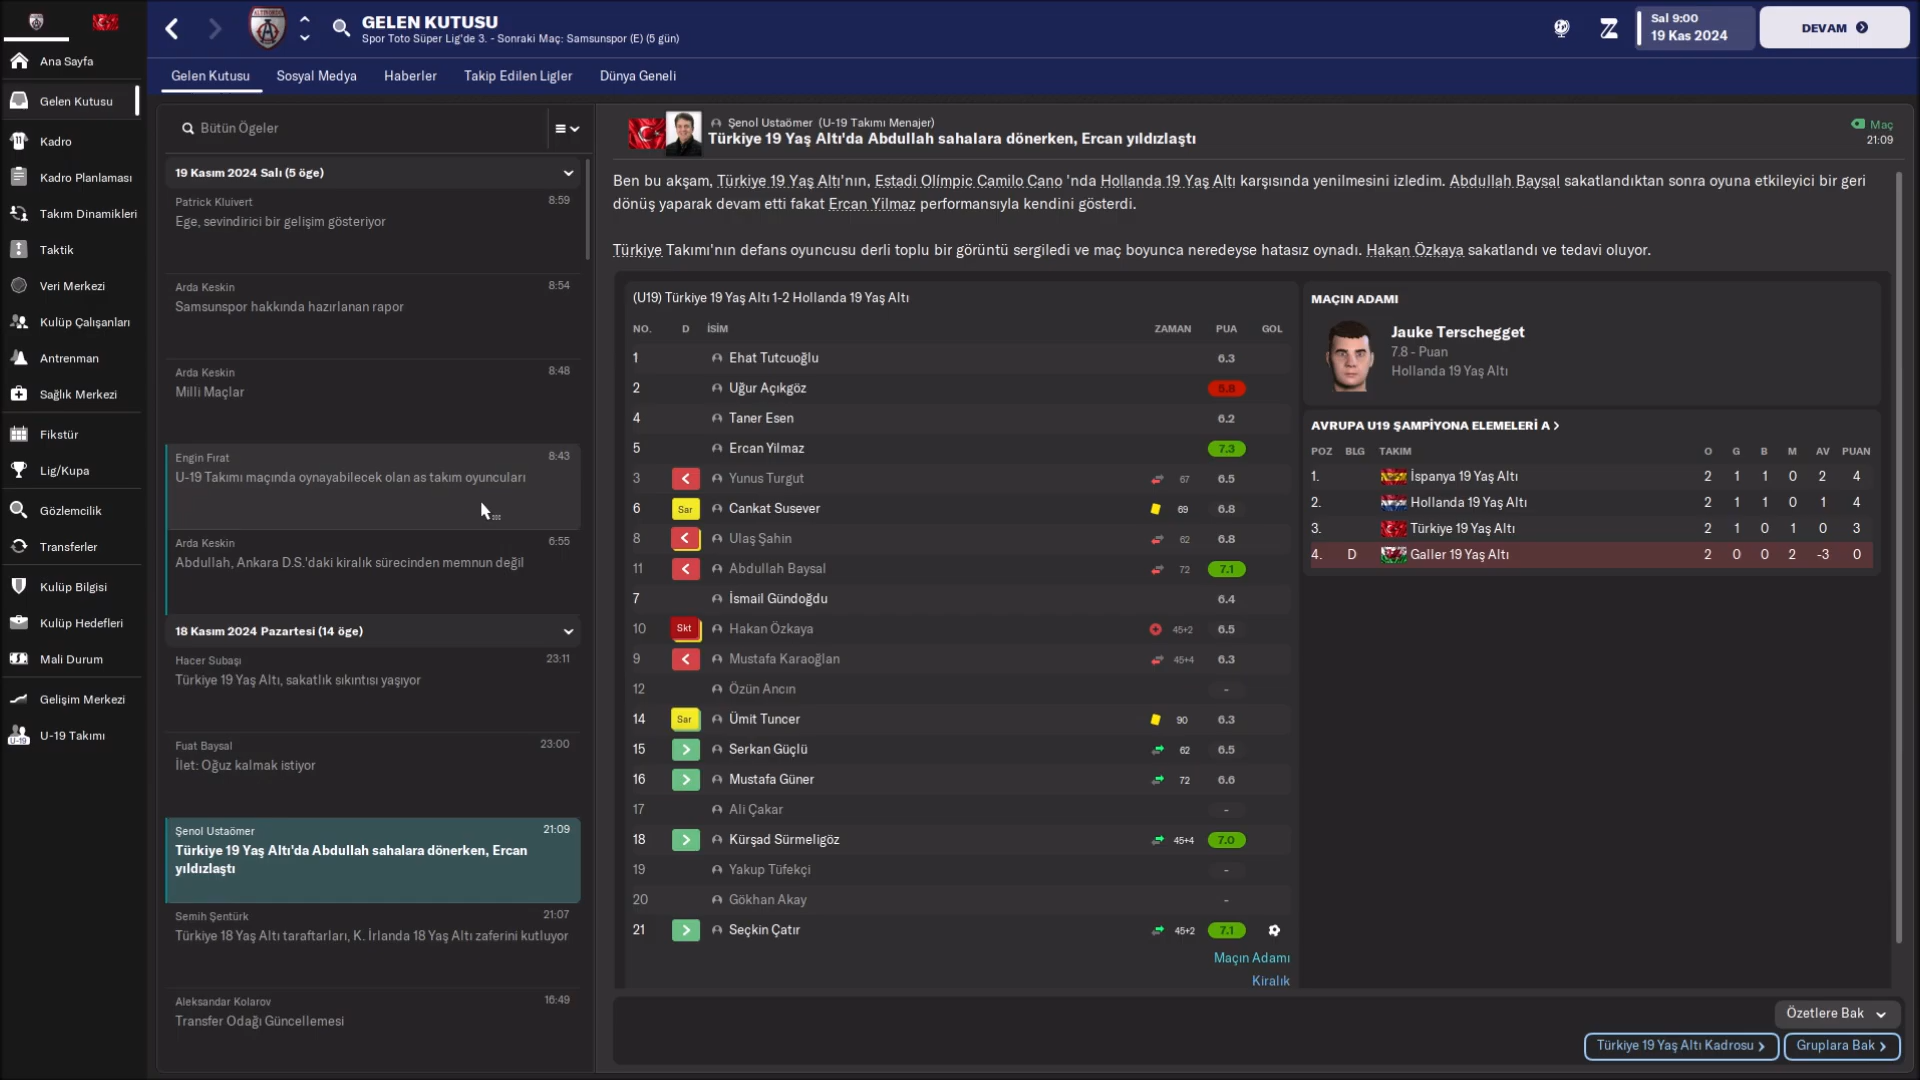 GELEN KUTUSU
Spor Toto Süper Lig'de 3. - Sonraki Maç: Samsunspor (E) (5 gün)
Sal 9:00
19 Kas 2024
DEVAM
Gelen Kutusu
Sosyal Medya
Haberler
Takip Edilen Ligler
Dünya Geneli
Ana Sayfa
Gelen Kutusu
Kadro
Kadro Planlaması
Takım Dinamikleri
Taktik
Veri Merkezi
Kulüp Çalışanları
Antrenman
Sağlık Merkezi
Fikstür
Lig/Kupa
Gözlemcilik
Transferler
Kulüp Bilgisi
Kulüp Hedefleri
Mali Durum
Gelişim Merkezi
U-19 Takımı
Bütün Ögeler
19 Kasım 2024 Salı (5 öge)
Patrick Kluivert 8:59
Ege, sevindirici bir gelişim gösteriyor
Arda Keskin 8:54
Samsunspor hakkında hazırlanan rapor
Arda Keskin 8:48
Milli Maçlar
Engin Fırat 8:43
U-19 Takımı maçında oynayabilecek olan as takım oyuncuları
Arda Keskin 6:55
Abdullah, Ankara D.S.'daki kiralık sürecinden memnun değil
18 Kasım 2024 Pazartesi (14 öge)
Hacer Subaşı 23:11
Türkiye 19 Yaş Altı, sakatlık sıkıntısı yaşıyor
Fuat Baysal 23:00
İlet: Oğuz kalmak istiyor
Şenol Ustaömer 21:09
Türkiye 19 Yaş Altı'da Abdullah sahalara dönerken, Ercan
yıldızlaştı
Semih Şentürk 21:07
Türkiye 18 Yaş Altı taraftarları, K. İrlanda 18 Yaş Altı zaferini kutluyor
Aleksandar Kolarov 16:49
Transfer Odağı Güncellemesi
Şenol Ustaömer (U-19 Takımı Menajer)
Türkiye 19 Yaş Altı'da Abdullah sahalara dönerken, Ercan yıldızlaştı
Maç
21:09
Ben bu akşam, Türkiye 19 Yaş Altı'nın, Estadi Olímpic Camilo Cano 'nda Hollanda 19 Yaş Altı karşısında yenilmesini izledim. Abdullah Baysal sakatlandıktan sonra oyuna etkileyici bir geri
dönüş yaparak devam etti fakat Ercan Yilmaz performansıyla kendini gösterdi.
Türkiye Takımı'nın defans oyuncusu derli toplu bir görüntü sergiledi ve maç boyunca neredeyse hatasız oynadı. Hakan Özkaya sakatlandı ve tedavi oluyor.
(U19) Türkiye 19 Yaş Altı 1-2 Hollanda 19 Yaş Altı
NO. D İSİM ZAMAN PUA GOL
1 Ehat Tutcuoğlu 6.3
2 Uğur Açıkgöz 5.8
4 Taner Esen 6.2
5 Ercan Yilmaz 7.3
3 Yunus Turgut 67 6.5
6 Sar Cankat Susever 69 6.8
8 Ulaş Şahin 62 6.8
11 Abdullah Baysal 72 7.1
7 İsmail Gündoğdu 6.4
10 Skt Hakan Özkaya 45+2 6.5
9 Mustafa Karaoğlan 45+4 6.3
12 Özün Ancın -
14 Sar Ümit Tuncer 90 6.3
15 Serkan Güçlü 62 6.5
16 Mustafa Güner 72 6.6
17 Ali Çakar -
18 Kürşad Sürmeligöz 45+4 7.0
19 Yakup Tüfekçi -
20 Gökhan Akay -
21 Seçkin Çatır 45+2 7.1
Maçın Adamı
Kiralık
MAÇIN ADAMI
Jauke Terschegget
7.8 - Puan
Hollanda 19 Yaş Altı
AVRUPA U19 ŞAMPİYONA ELEMELERİ A >
POZ BLG TAKIM O G B M AV PUAN
1. İspanya 19 Yaş Altı 2 1 1 0 2 4
2. Hollanda 19 Yaş Altı 2 1 1 0 1 4
3. Türkiye 19 Yaş Altı 2 1 0 1 0 3
4. D Galler 19 Yaş Altı 2 0 0 2 -3 0
Özetlere Bak
Türkiye 19 Yaş Altı Kadrosu >
Gruplara Bak >